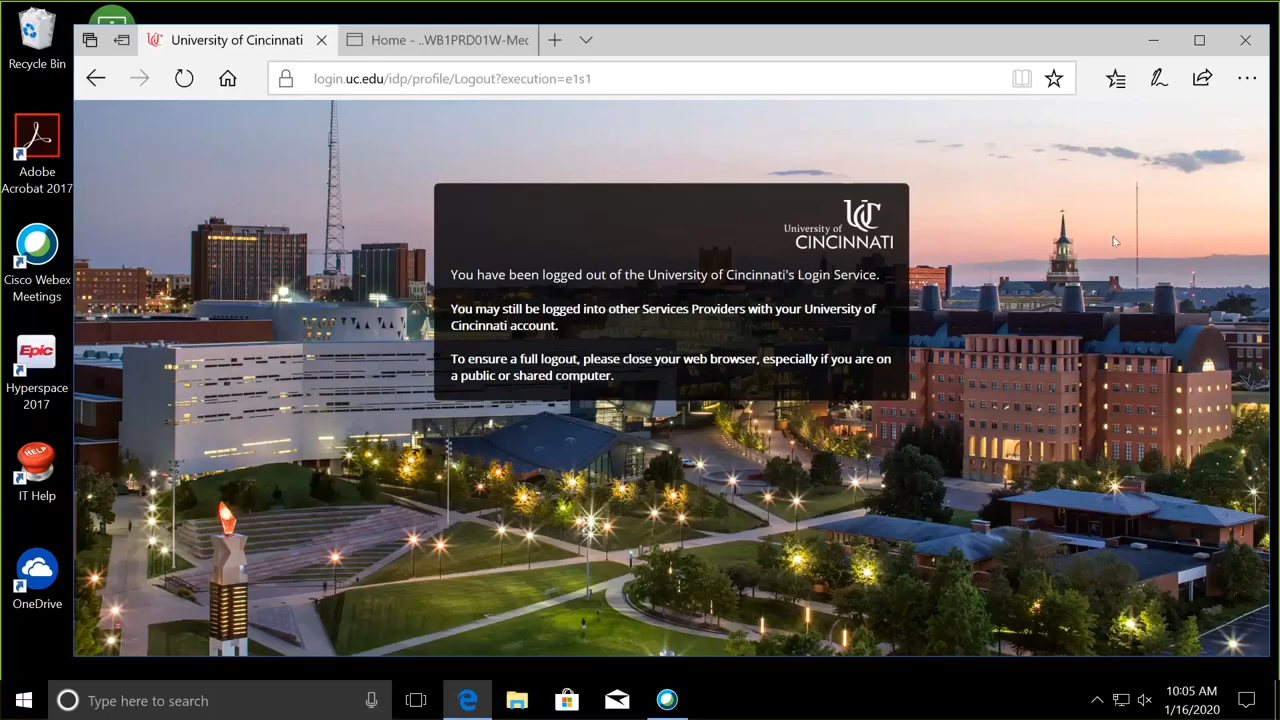 Recycle Bin
Adobe
Acrobat 2017
Cisco Webex
Meetings
Epic
Hyperspace
2017
HELP
IT Help
OneDrive
University of Cincinnati
Home - ..WB1PRD01W-Med
login.uc.edu/idp/profile/Logout?execution=e1s1
UC
University of
CINCINNATI
You have been logged out of the University of Cincinnati's Login Service.
You may still be logged into other Services Providers with your University of
Cincinnati account.
To ensure a full logout, please close your web browser, especially if you are on
a public or shared computer.
Type here to search
10:05 AM
1/16/2020